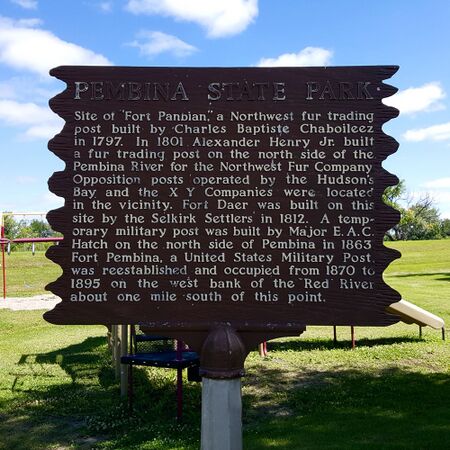 PEMBINA STATE PARK
Site of "Fort Panbian," a Northwest fur trading
post built by Charles Baptiste Chaboileez
in 1797. In 1801 Alexander Henry Jr. built
a fur trading post on the north side of the
Pembina River for the Northwest Fur Company
Opposition posts operated by the Hudson's
Bay and the X Y Companies were located
in the vicinity. Fort Daer was built on this
site by the Selkirk Settlers in 1812. A temp-
orary military post was built by Major E.A.C.
Hatch on the north side of Pembina in 1863
Fort Pembina, a United States Military Post,
was reestablished and occupied from 1870 to
1895 on the west bank of the Red River
about one mile south of this point.